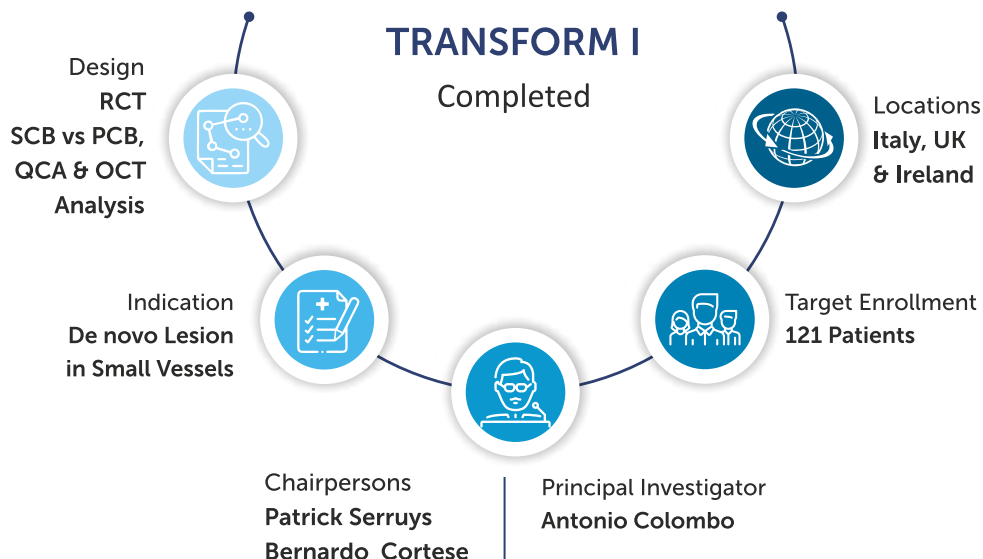 TRANSFORM I
Completed
Design
RCT
SCB vs PCB,
QCA & OCT
Analysis
Locations
Italy, UK
& Ireland
Indication
De novo Lesion
in Small Vessels
Target Enrollment
121 Patients
Chairpersons
Patrick Serruys
Bernardo Cortese
Principal Investigator
Antonio Colombo